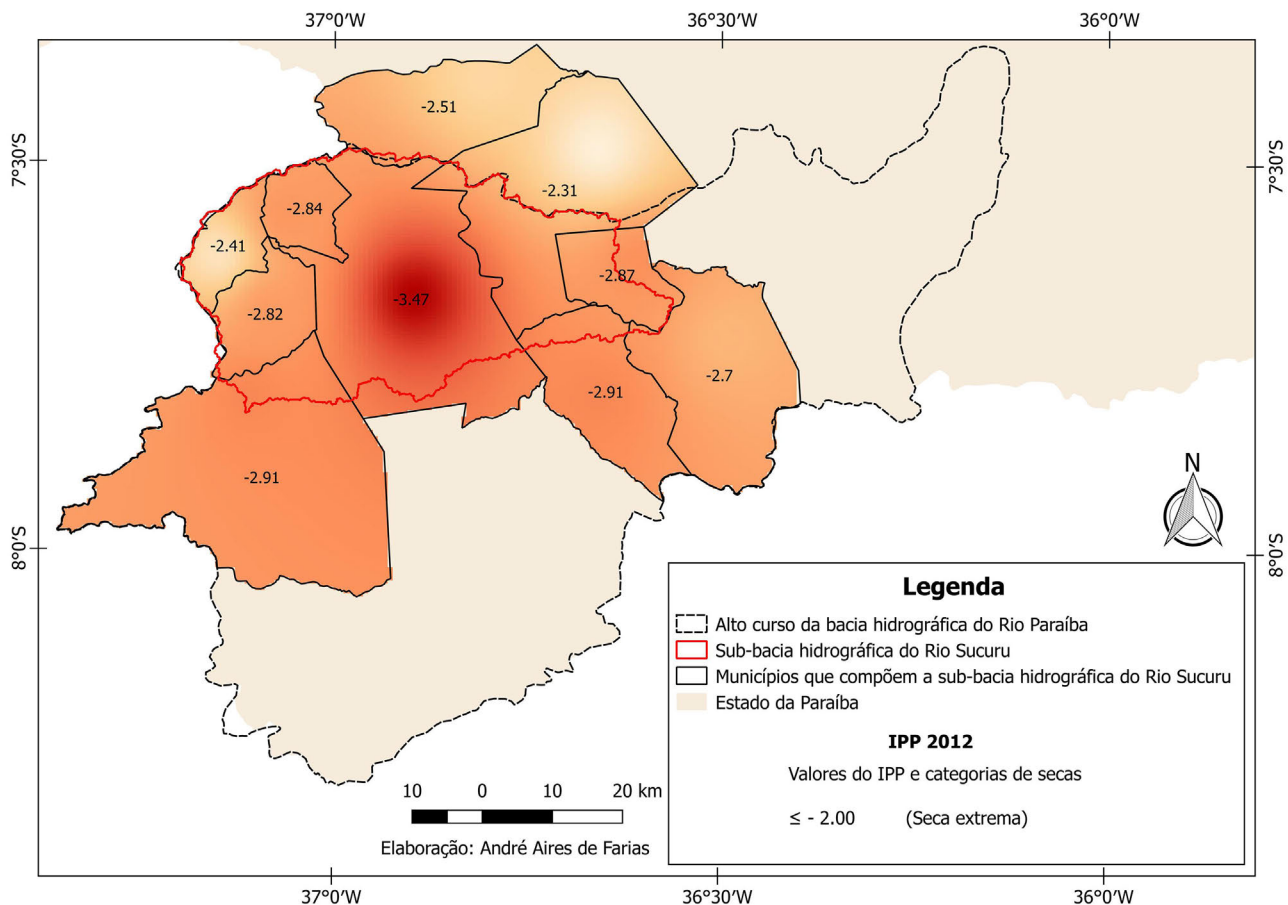 37°0′W
36°30′W
36°0′W
7°30′S
7°30′S
-2.51
-2.31
-2.84
-2.41
-2.87
-3.47
-2.82
-2.7
-2.91
-2.91
N
8°0′S
8°0′S
Legenda
Alto curso da bacia hidrográfica do Rio Paraíba
Sub-bacia hidrográfica do Rio Sucuru
Municípios que compõem a sub-bacia hidrográfica do Rio Sucuru
Estado da Paraíba
IPP 2012
Valores do IPP e categorias de secas
≤ - 2.00 (Seca extrema)
10 0 10 20 km
Elaboração: André Aires de Farias
37°0′W
36°30′W
36°0′W